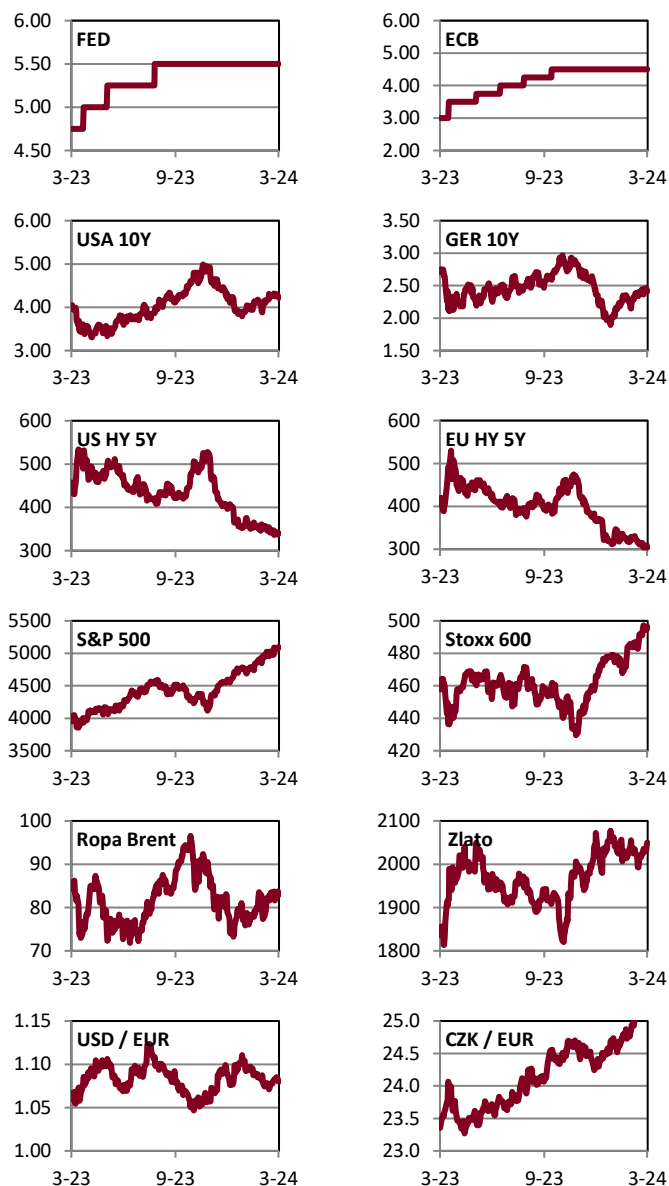 FED
6.00
5.50
5.00
4.50
3-23 9-23 3-24
ECB
6.00
5.00
4.00
3.00
2.00
3-23 9-23 3-24
USA 10Y
6.00
5.00
4.00
3.00
3-23 9-23 3-24
GER 10Y
3.50
3.00
2.50
2.00
1.50
3-23 9-23 3-24
US HY 5Y
600
500
400
300
3-23 9-23 3-24
EU HY 5Y
600
500
400
300
3-23 9-23 3-24
S&P 500
5500
5000
4500
4000
3500
3-23 9-23 3-24
Stoxx 600
500
480
460
440
420
3-23 9-23 3-24
Ropa Brent
100
90
80
70
3-23 9-23 3-24
Zlato
2100
2000
1900
1800
3-23 9-23 3-24
USD / EUR
1.15
1.10
1.05
1.00
3-23 9-23 3-24
CZK / EUR
25.0
24.5
24.0
23.5
23.0
3-23 9-23 3-24